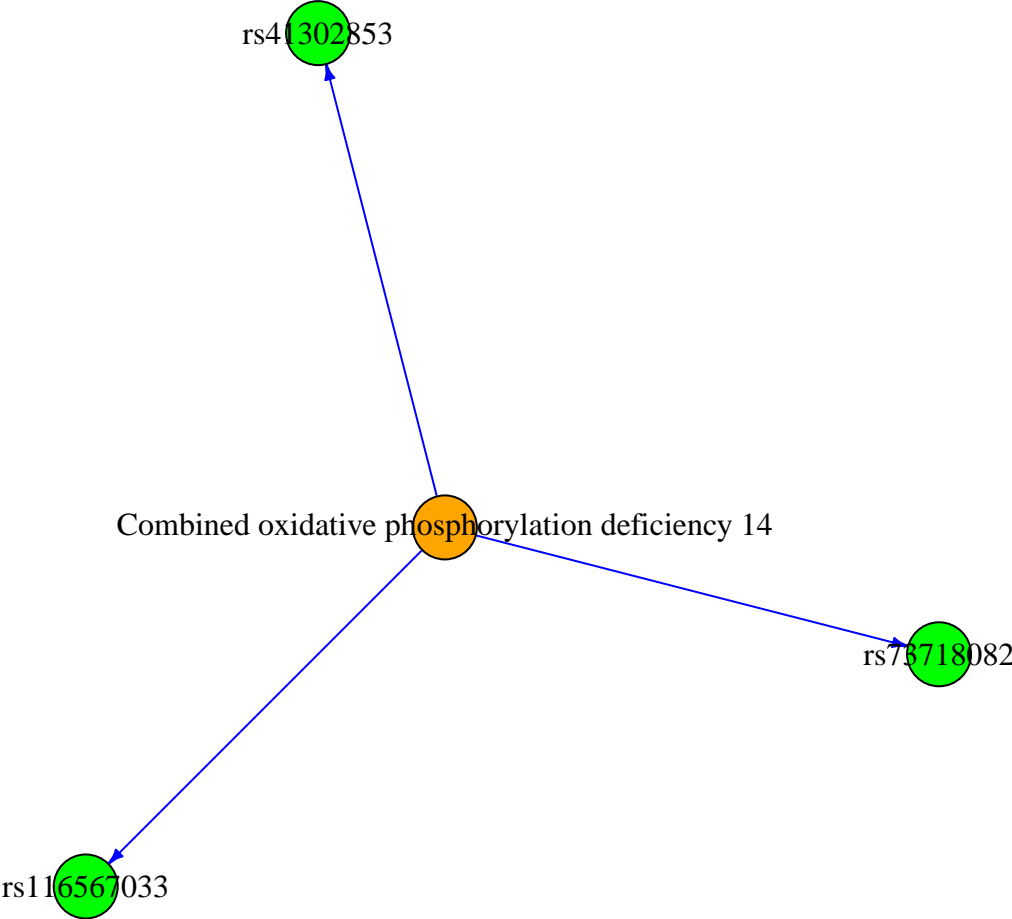 rs41302853
Combined oxidative phosphorylation deficiency 14
rs73718082
rs116567033